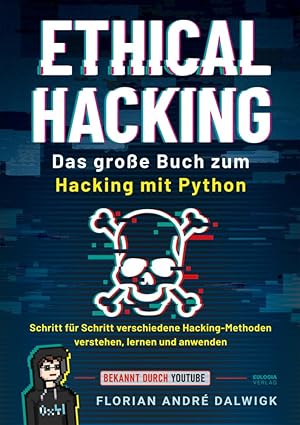 ETHICAL
HACKING
Das große Buch zum
Hacking mit Python
Schritt für Schritt verschiedene Hacking-Methoden
verstehen, lernen und anwenden
BEKANNT DURCH YOUTUBE
EULOGIA
VERLAG
FLORIAN ANDRÉ DALWIGK